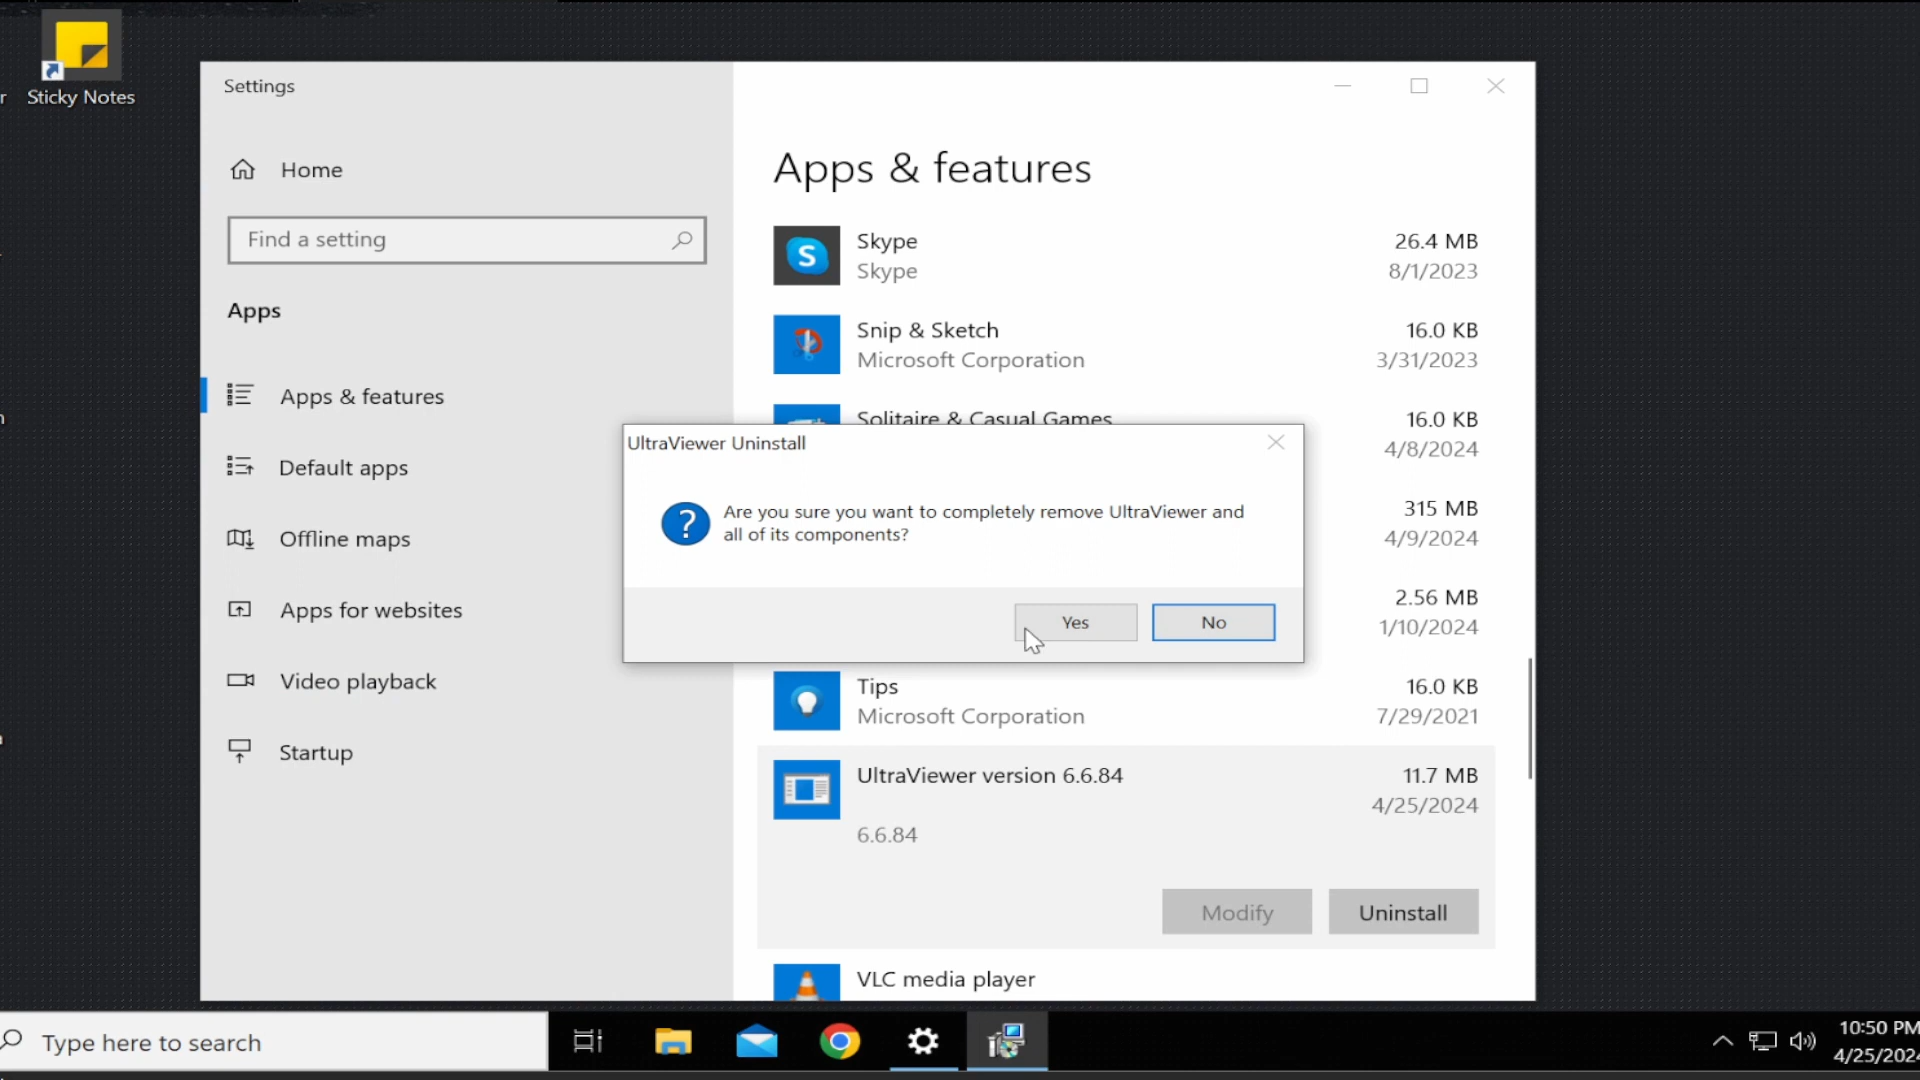 Sticky Notes
Settings
Home
Find a setting
Apps
Apps & features
Default apps
Offline maps
Apps for websites
Video playback
Startup
Apps & features
Skype
26.4 MB
Skype
8/1/2023
Snip & Sketch
16.0 KB
Microsoft Corporation
3/31/2023
Solitaire & Casual Games
16.0 KB
4/8/2024
315 MB
4/9/2024
2.56 MB
1/10/2024
UltraViewer Uninstall
Are you sure you want to completely remove UltraViewer and
all of its components?
Yes
No
Tips
16.0 KB
Microsoft Corporation
7/29/2021
UltraViewer version 6.6.84
11.7 MB
4/25/2024
6.6.84
Modify
Uninstall
VLC media player
Type here to search
10:50 PM
4/25/2024